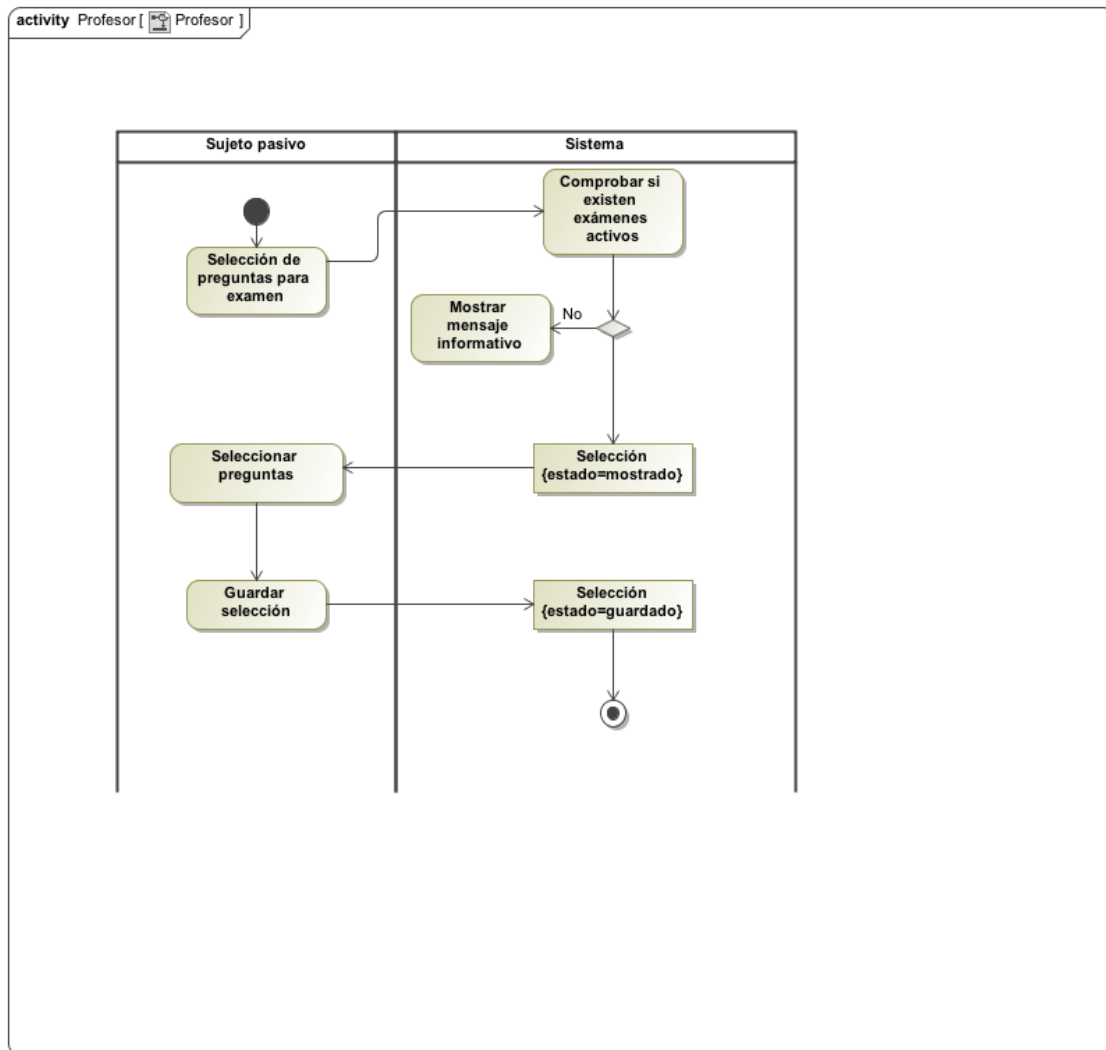 activity Profesor [ Profesor ]
Sujeto pasivo
Sistema
Comprobar si
existen
exámenes
activos
Selección de
preguntas para
examen
Mostrar
mensaje
informativo
No
Seleccionar
preguntas
Selección
{estado=mostrado}
Guardar
selección
Selección
{estado=guardado}